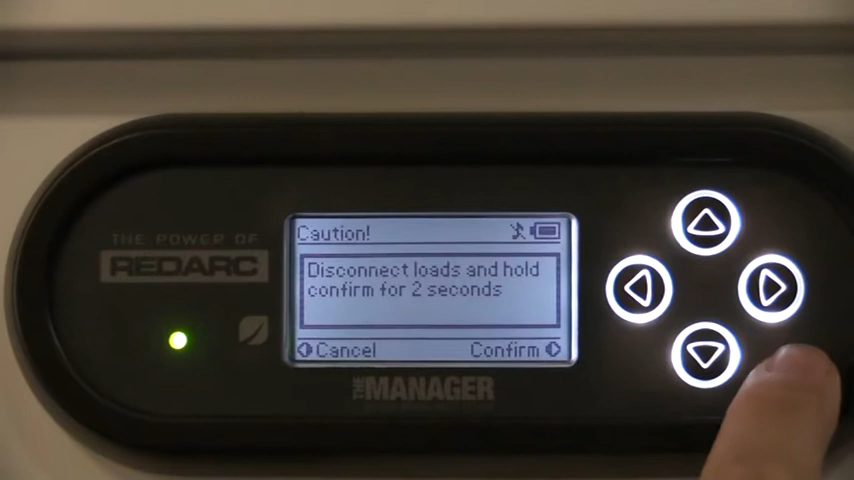 THE POWER OF
REDARC
Caution!
Disconnect loads and hold
confirm for 2 seconds
Cancel
Confirm
THE MANAGER